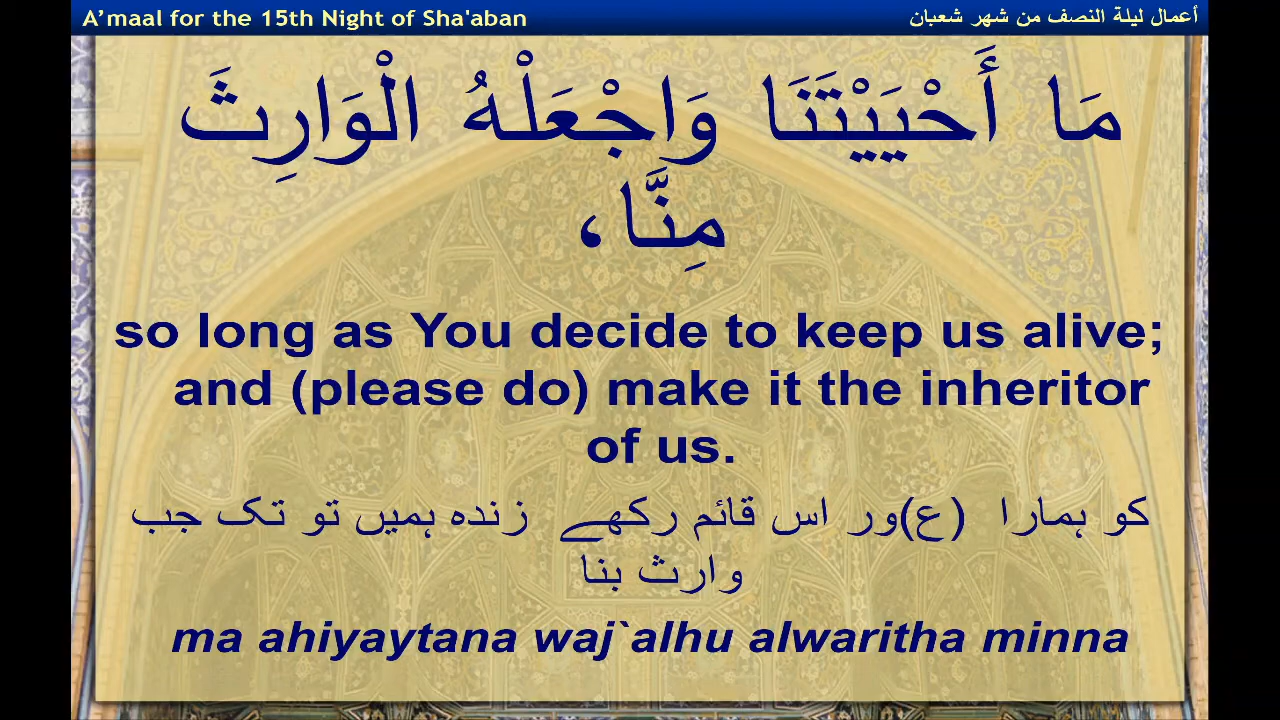 A’maal for the 15th Night of Sha'aban
أعمال ليلة النصف من شهر شعبان
مَا أَحْيَيْتَنَا وَاجْعَلْهُ الْوَارِثَ
مِنَّا،
so long as You decide to keep us alive;
and (please do) make it the inheritor
of us.
کو ہمارا (ع)ور اس قائم رکھے زندہ ہمیں تو تک جب
وارث بنا
ma ahiyaytana waj`alhu alwaritha minna